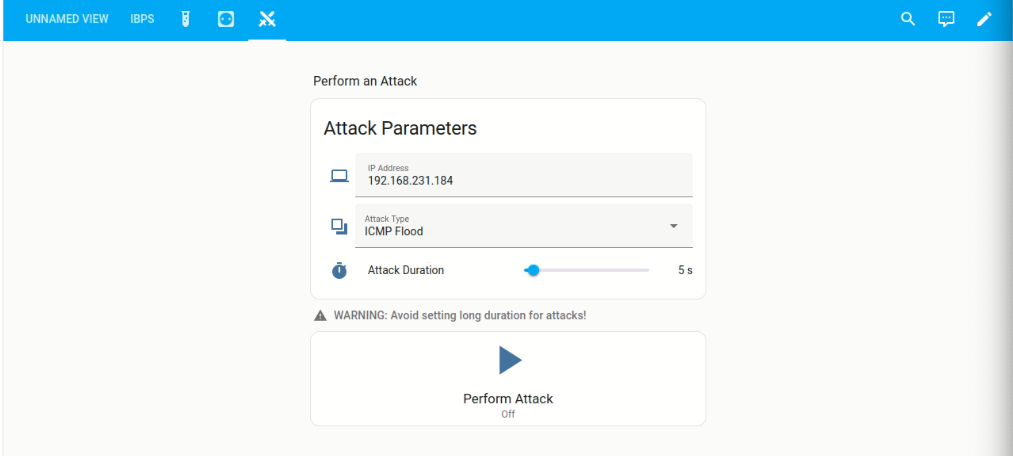 UNNAMED VIEW IBPS
Perform an Attack
Attack Parameters
IP Address
192.168.231.184
Attack Type
ICMP Flood
Attack Duration 5 s
WARNING: Avoid setting long duration for attacks!
Perform Attack
Off